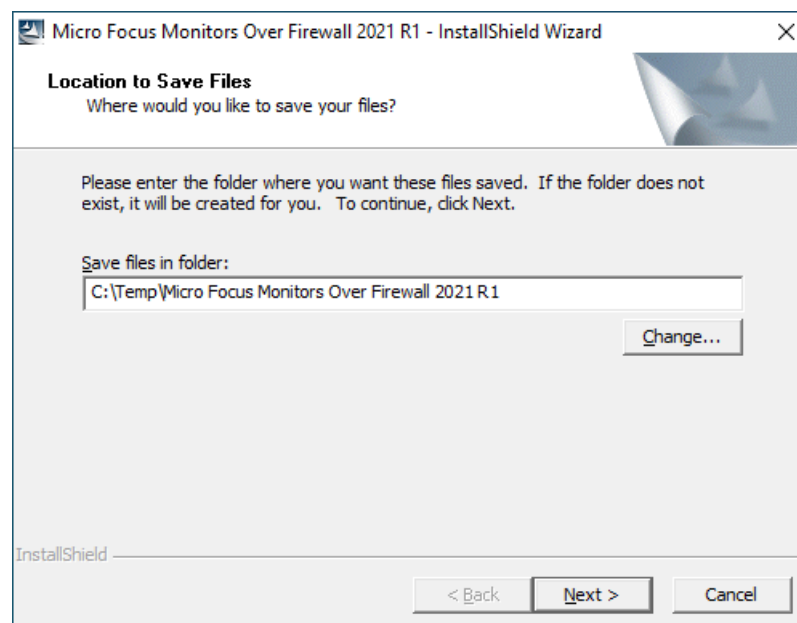 Micro Focus Monitors Over Firewall 2021 R1 - InstallShield Wizard
Location to Save Files
Where would you like to save your files?
Please enter the folder where you want these files saved.  If the folder does not
exist, it will be created for you.   To continue, click Next.
Save files in folder:
C:\Temp\Micro Focus Monitors Over Firewall 2021 R1
Change...
InstallShield
< Back
Next >
Cancel